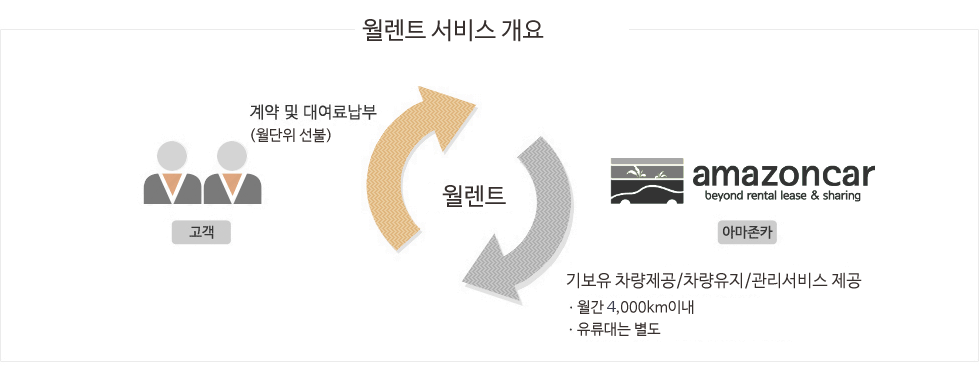 월렌트 서비스 개요
계약 및 대여료납부
(월단위 선불)
고객
월렌트
amazoncar
beyond rental lease & sharing
아마존카
기보유 차량제공/차량유지/관리서비스 제공
· 월간 4,000km이내
· 유류대는 별도